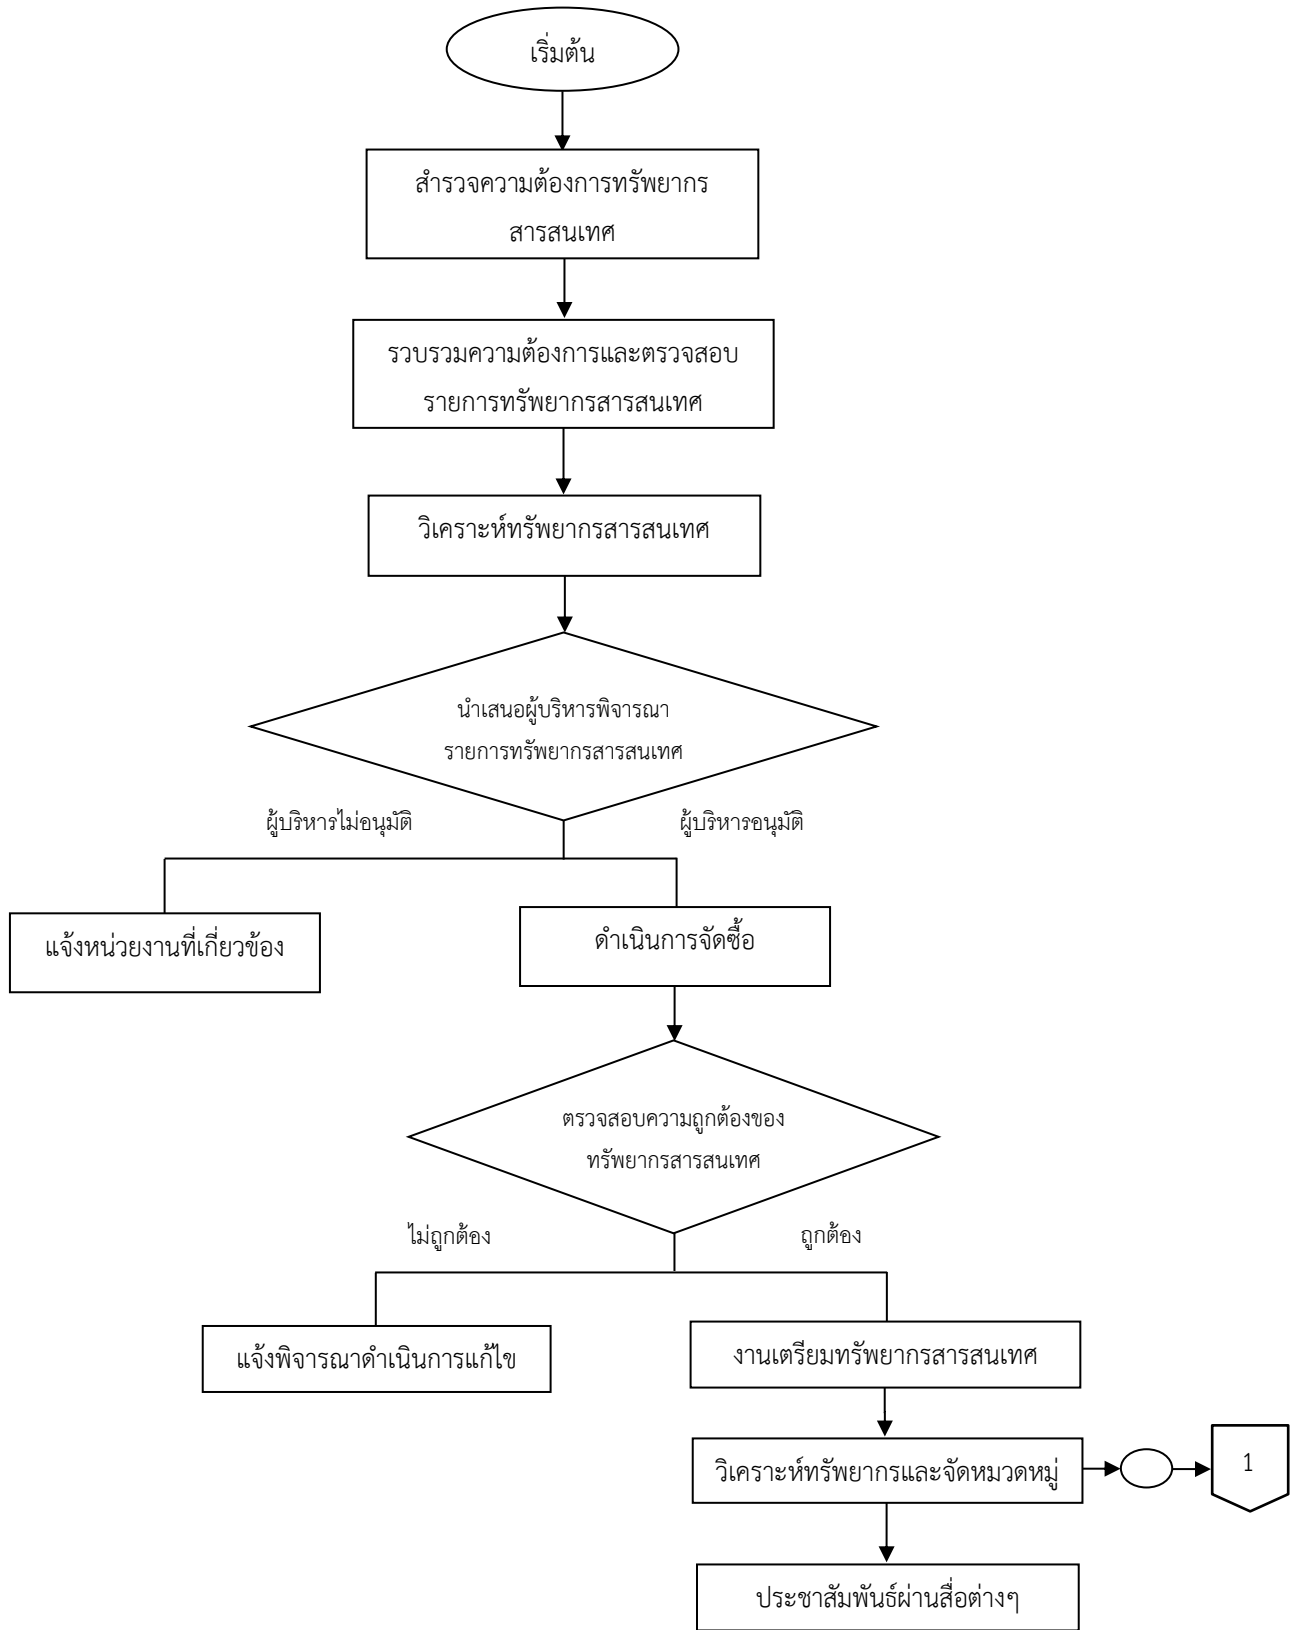 เริ่มต้น
สำรวจความต้องการทรัพยากร
สารสนเทศ
รวบรวมความต้องการและตรวจสอบ
รายการทรัพยากรสารสนเทศ
วิเคราะห์ทรัพยากรสารสนเทศ
นำเสนอผู้บริหารพิจารณา
รายการทรัพยากรสารสนเทศ
ผู้บริหารไม่อนุมัติ
ผู้บริหารอนุมัติ
แจ้งหน่วยงานที่เกี่ยวข้อง
ดำเนินการจัดซื้อ
ตรวจสอบความถูกต้องของ
ทรัพยากรสารสนเทศ
ไม่ถูกต้อง
ถูกต้อง
แจ้งพิจารณาดำเนินการแก้ไข
งานเตรียมทรัพยากรสารสนเทศ
วิเคราะห์ทรัพยากรและจัดหมวดหมู่
1
ประชาสัมพันธ์ผ่านสื่อต่างๆ